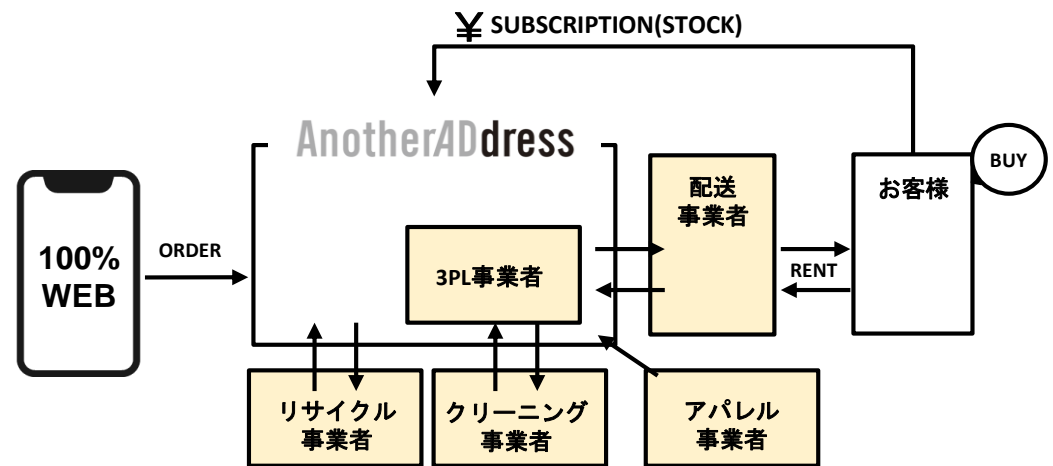 ¥ SUBSCRIPTION(STOCK)
AnotherADdress
BUY
配送
事業者
お客様
100%
WEB
ORDER
3PL事業者
RENT
リサイクル
事業者
クリーニング
事業者
アパレル
事業者